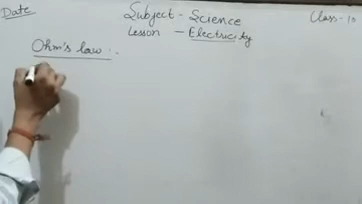 Date
Subject - Science
Class - 10
Lesson - Electricity
Ohm's law..